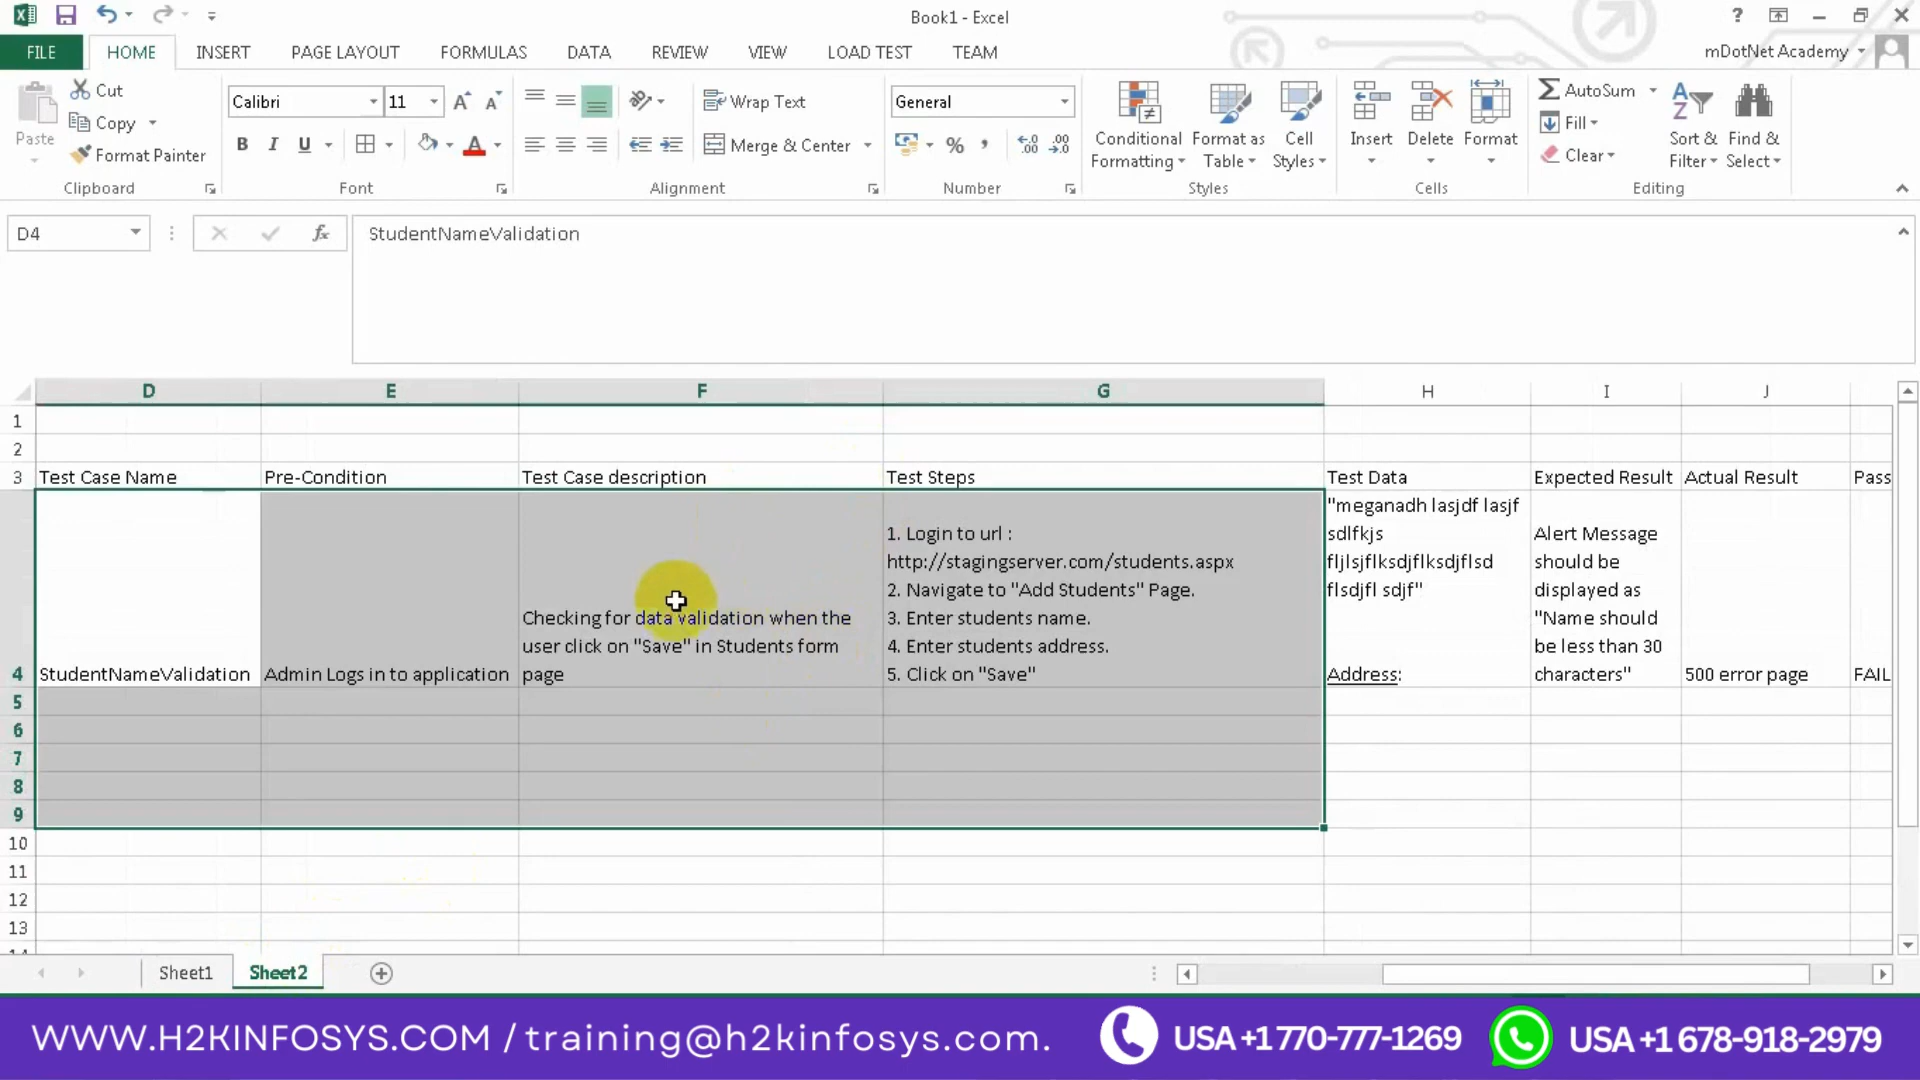 Book1 - Excel
?
FILE HOME INSERT PAGE LAYOUT FORMULAS DATA REVIEW VIEW LOAD TEST TEAM mDotNet Academy
Paste
Cut
Copy
Format Painter
Clipboard
Calibri 11 A A
B I U A
Font
Wrap Text
Merge & Center
Alignment
General
% , .00
Number
Conditional Formatting
Format as Table
Cell Styles
Styles
Insert
Delete
Format
Cells
AutoSum
Fill
Clear
Sort & Filter
Find & Select
Editing
D4 fx StudentNameValidation
D E F G H I J
1
2
3 Test Case Name Pre-Condition Test Case description Test Steps Test Data Expected Result Actual Result Pass
4 StudentNameValidation
Admin Logs in to application
Checking for data validation when the
user click on "Save" in Students form
page
1. Login to url :
http://stagingserver.com/students.aspx
2. Navigate to "Add Students" Page.
3. Enter students name.
4. Enter students address.
5. Click on "Save"
"meganadh lasjdf lasjf
sdlfkjs
fljlsjflksdjflksdjflsd
flsdjfl sdjf"
Address:
Alert Message
should be
displayed as
"Name should
be less than 30
characters"
500 error page
FAIL
5
6
7
8
9
10
11
12
13
14
Sheet1 Sheet2
WWW.H2KINFOSYS.COM / training@h2kinfosys.com. USA +1 770-777-1269 USA +1 678-918-2979